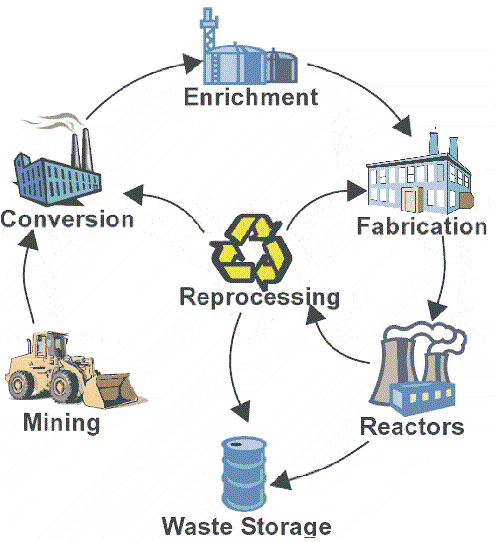 Enrichment
Conversion
Fabrication
Reprocessing
Mining
Reactors
Waste Storage